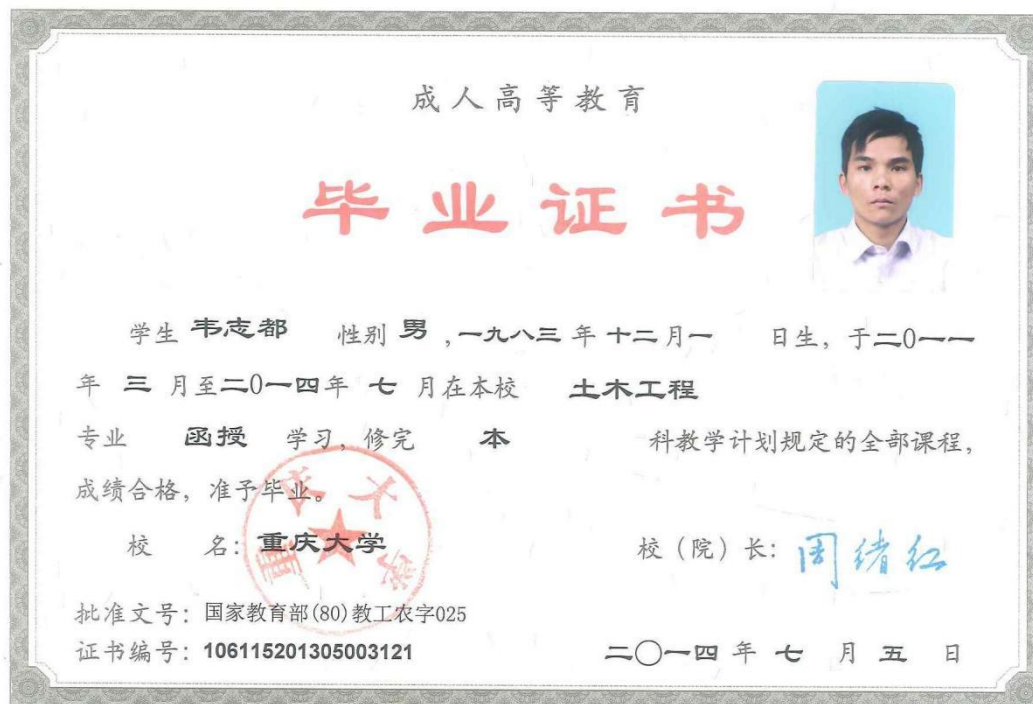 成人高等教育
毕业证书
学生 韦志都 性别 男 ,一九八三 年 十二月一 日生，于二0一一
年 三 月至二0一四年 七 月在本校 土木工程
专业 函授 学习，修完 本 科教学计划规定的全部课程，
成绩合格，准予毕业。
重庆大学
校 名：重庆大学 校（院）长：周绪红
批准文号：国家教育部(80)教工农字025
证书编号：106115201305003121 二〇一四 年 七 月 五 日